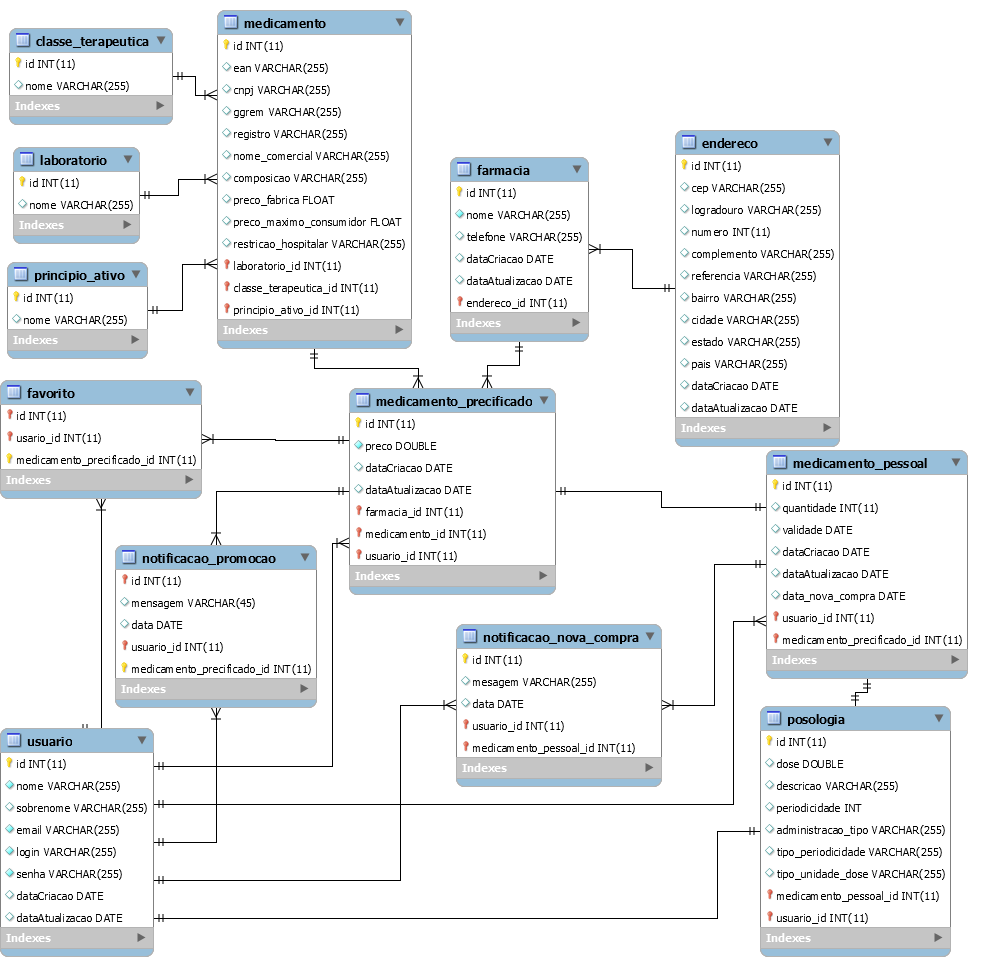 classe_terapeutica
id INT(11)
nome VARCHAR(255)
Indexes
laboratorio
id INT(11)
nome VARCHAR(255)
Indexes
principio_ativo
id INT(11)
nome VARCHAR(255)
Indexes
medicamento
id INT(11)
ean VARCHAR(255)
cnpj VARCHAR(255)
ggrem VARCHAR(255)
registro VARCHAR(255)
nome_comercial VARCHAR(255)
composicao VARCHAR(255)
preco_fabrica FLOAT
preco_maximo_consumidor FLOAT
restricao_hospitalar VARCHAR(255)
laboratorio_id INT(11)
classe_terapeutica_id INT(11)
principio_ativo_id INT(11)
Indexes
farmacia
id INT(11)
nome VARCHAR(255)
telefone VARCHAR(255)
dataCriacao DATE
dataAtualizacao DATE
endereco_id INT(11)
Indexes
endereco
id INT(11)
cep VARCHAR(255)
logradouro VARCHAR(255)
numero INT(11)
complemento VARCHAR(255)
referencia VARCHAR(255)
bairro VARCHAR(255)
cidade VARCHAR(255)
estado VARCHAR(255)
pais VARCHAR(255)
dataCriacao DATE
dataAtualizacao DATE
Indexes
favorito
id INT(11)
usario_id INT(11)
medicamento_precificado_id INT(11)
Indexes
medicamento_precificado
id INT(11)
preco DOUBLE
dataCriacao DATE
dataAtualizacao DATE
farmacia_id INT(11)
medicamento_id INT(11)
usuario_id INT(11)
Indexes
medicamento_pessoal
id INT(11)
quantidade INT(11)
validade DATE
dataCriacao DATE
dataAtualizacao DATE
data_nova_compra DATE
usuario_id INT(11)
medicamento_precificado_id INT(11)
Indexes
notificacao_promocao
id INT(11)
mensagem VARCHAR(45)
data DATE
usuario_id INT(11)
medicamento_precificado_id INT(11)
Indexes
notificacao_nova_compra
id INT(11)
mesagem VARCHAR(255)
data DATE
usuario_id INT(11)
medicamento_pessoal_id INT(11)
Indexes
usuario
id INT(11)
nome VARCHAR(255)
sobrenome VARCHAR(255)
email VARCHAR(255)
login VARCHAR(255)
senha VARCHAR(255)
dataCriacao DATE
dataAtualizacao DATE
Indexes
posologia
id INT(11)
dose DOUBLE
descricao VARCHAR(255)
periodicidade INT
administracao_tipo VARCHAR(255)
tipo_periodicidade VARCHAR(255)
tipo_unidade_dose VARCHAR(255)
medicamento_pessoal_id INT(11)
usuario_id INT(11)
Indexes